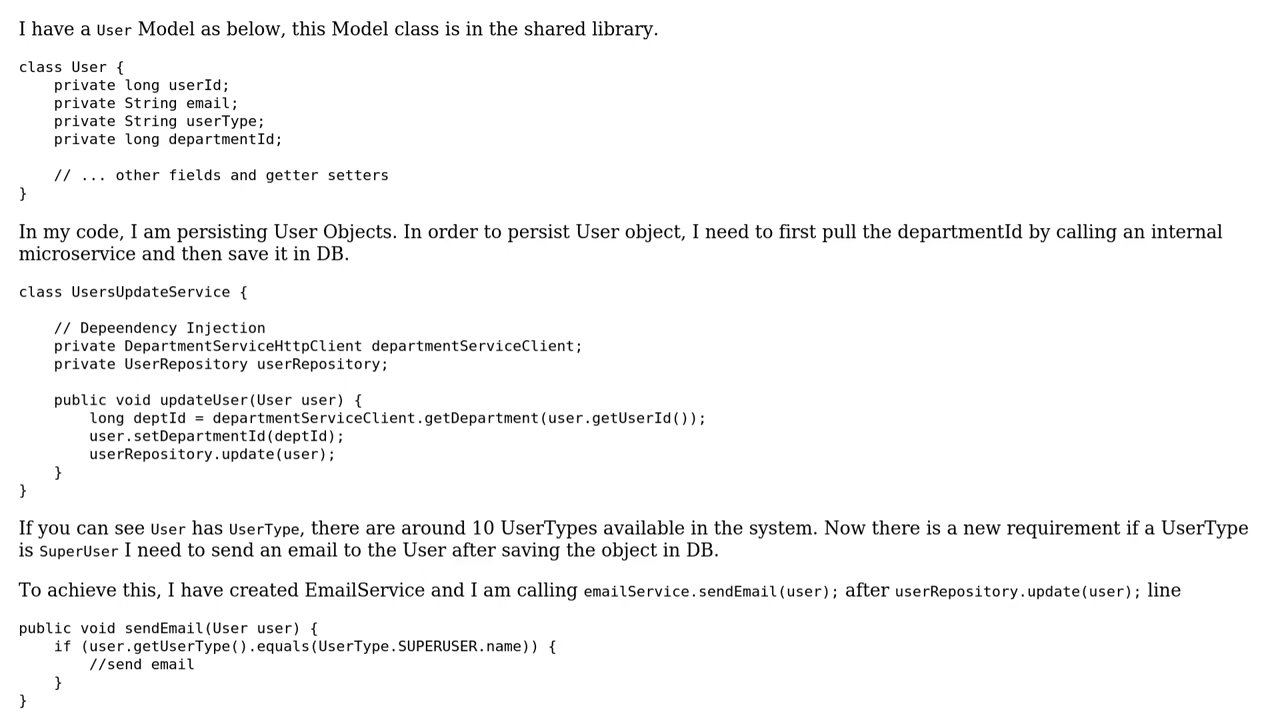 I have a User Model as below, this Model class is in the shared library.
class User {
    private long userId;
    private String email;
    private String userType;
    private long departmentId;

    // ... other fields and getter setters
}
In my code, I am persisting User Objects. In order to persist User object, I need to first pull the departmentId by calling an internal
microservice and then save it in DB.
class UsersUpdateService {

    // Depeendency Injection
    private DepartmentServiceHttpClient departmentServiceClient;
    private UserRepository userRepository;

    public void updateUser(User user) {
        long deptId = departmentServiceClient.getDepartment(user.getUserId());
        user.setDepartmentId(deptId);
        userRepository.update(user);
    }
}
If you can see User has UserType, there are around 10 UserTypes available in the system. Now there is a new requirement if a UserType
is SuperUser I need to send an email to the User after saving the object in DB.
To achieve this, I have created EmailService and I am calling emailService.sendEmail(user); after userRepository.update(user); line
public void sendEmail(User user) {
    if (user.getUserType().equals(UserType.SUPERUSER.name)) {
        //send email
    }
}